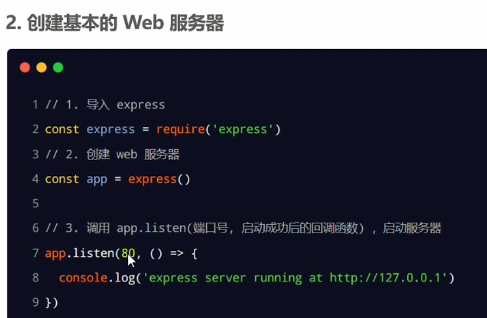 2. 创建基本的 Web 服务器
1 // 1. 导入 express
2 const express = require('express')
3 // 2. 创建 web 服务器
4 const app = express()
5
6 // 3. 调用 app.listen(端口号, 启动成功后的回调函数) , 启动服务器
7 app.listen(80, () => {
8   console.log('express server running at http://127.0.0.1')
9 })